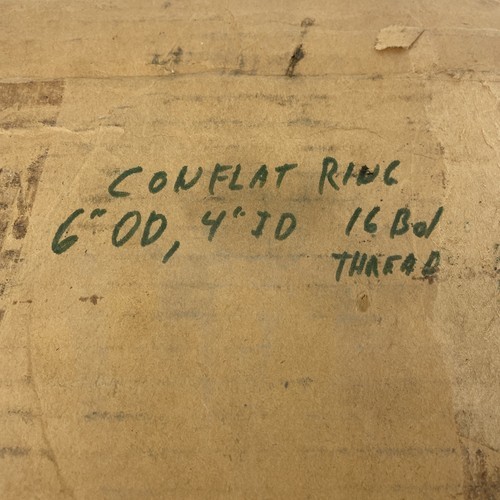 CONFLAT RING
6" OD, 4" ID 16 Bol
THREAD